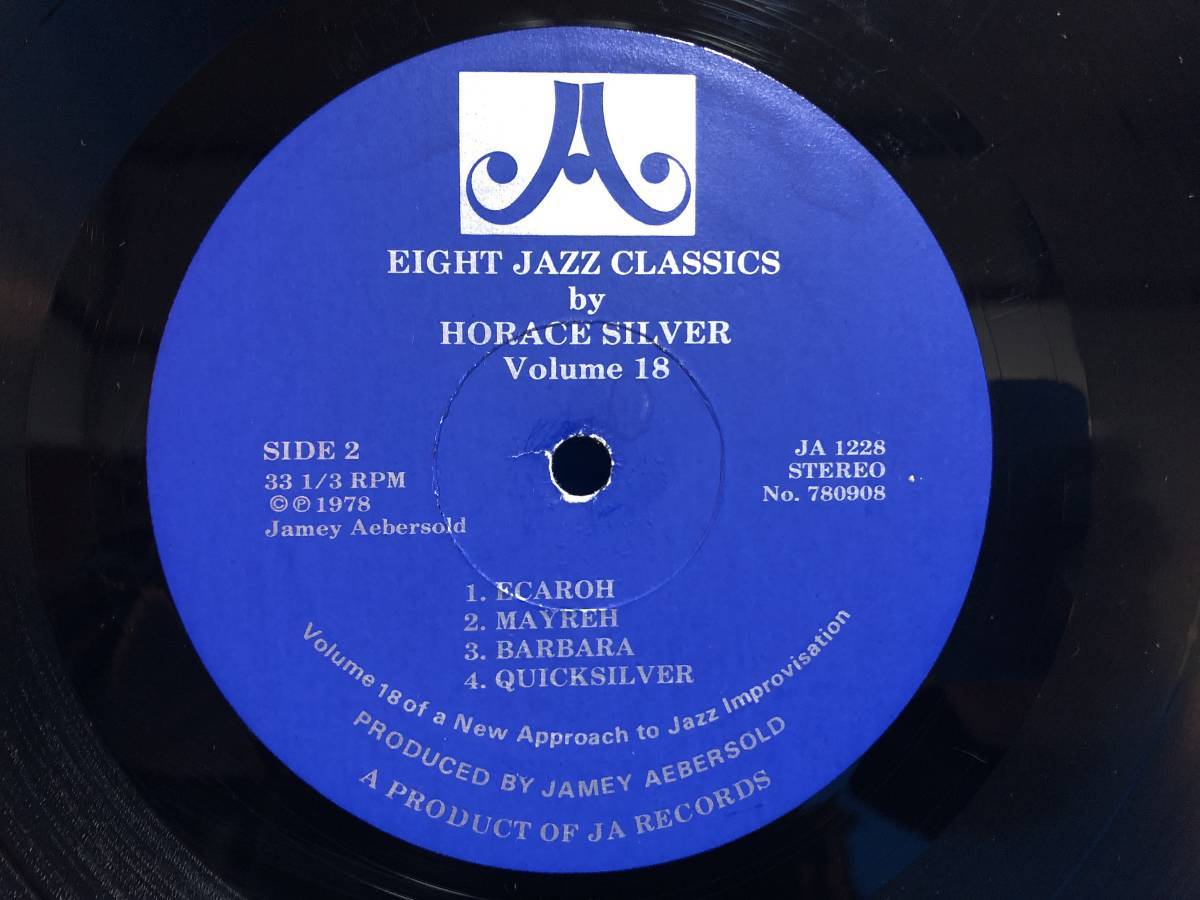 EIGHT JAZZ CLASSICS
by
HORACE SILVER
Volume 18
SIDE 2
33 1/3 RPM
©℗1978
Jamey Aebersold
JA 1228
STEREO
No. 780908
1. ECAROH
2. MAYREH
3. BARBARA
4. QUICKSILVER
Volume 18 of a New Approach to Jazz Improvisation
PRODUCED BY JAMEY AEBERSOLD
A PRODUCT OF JA RECORDS